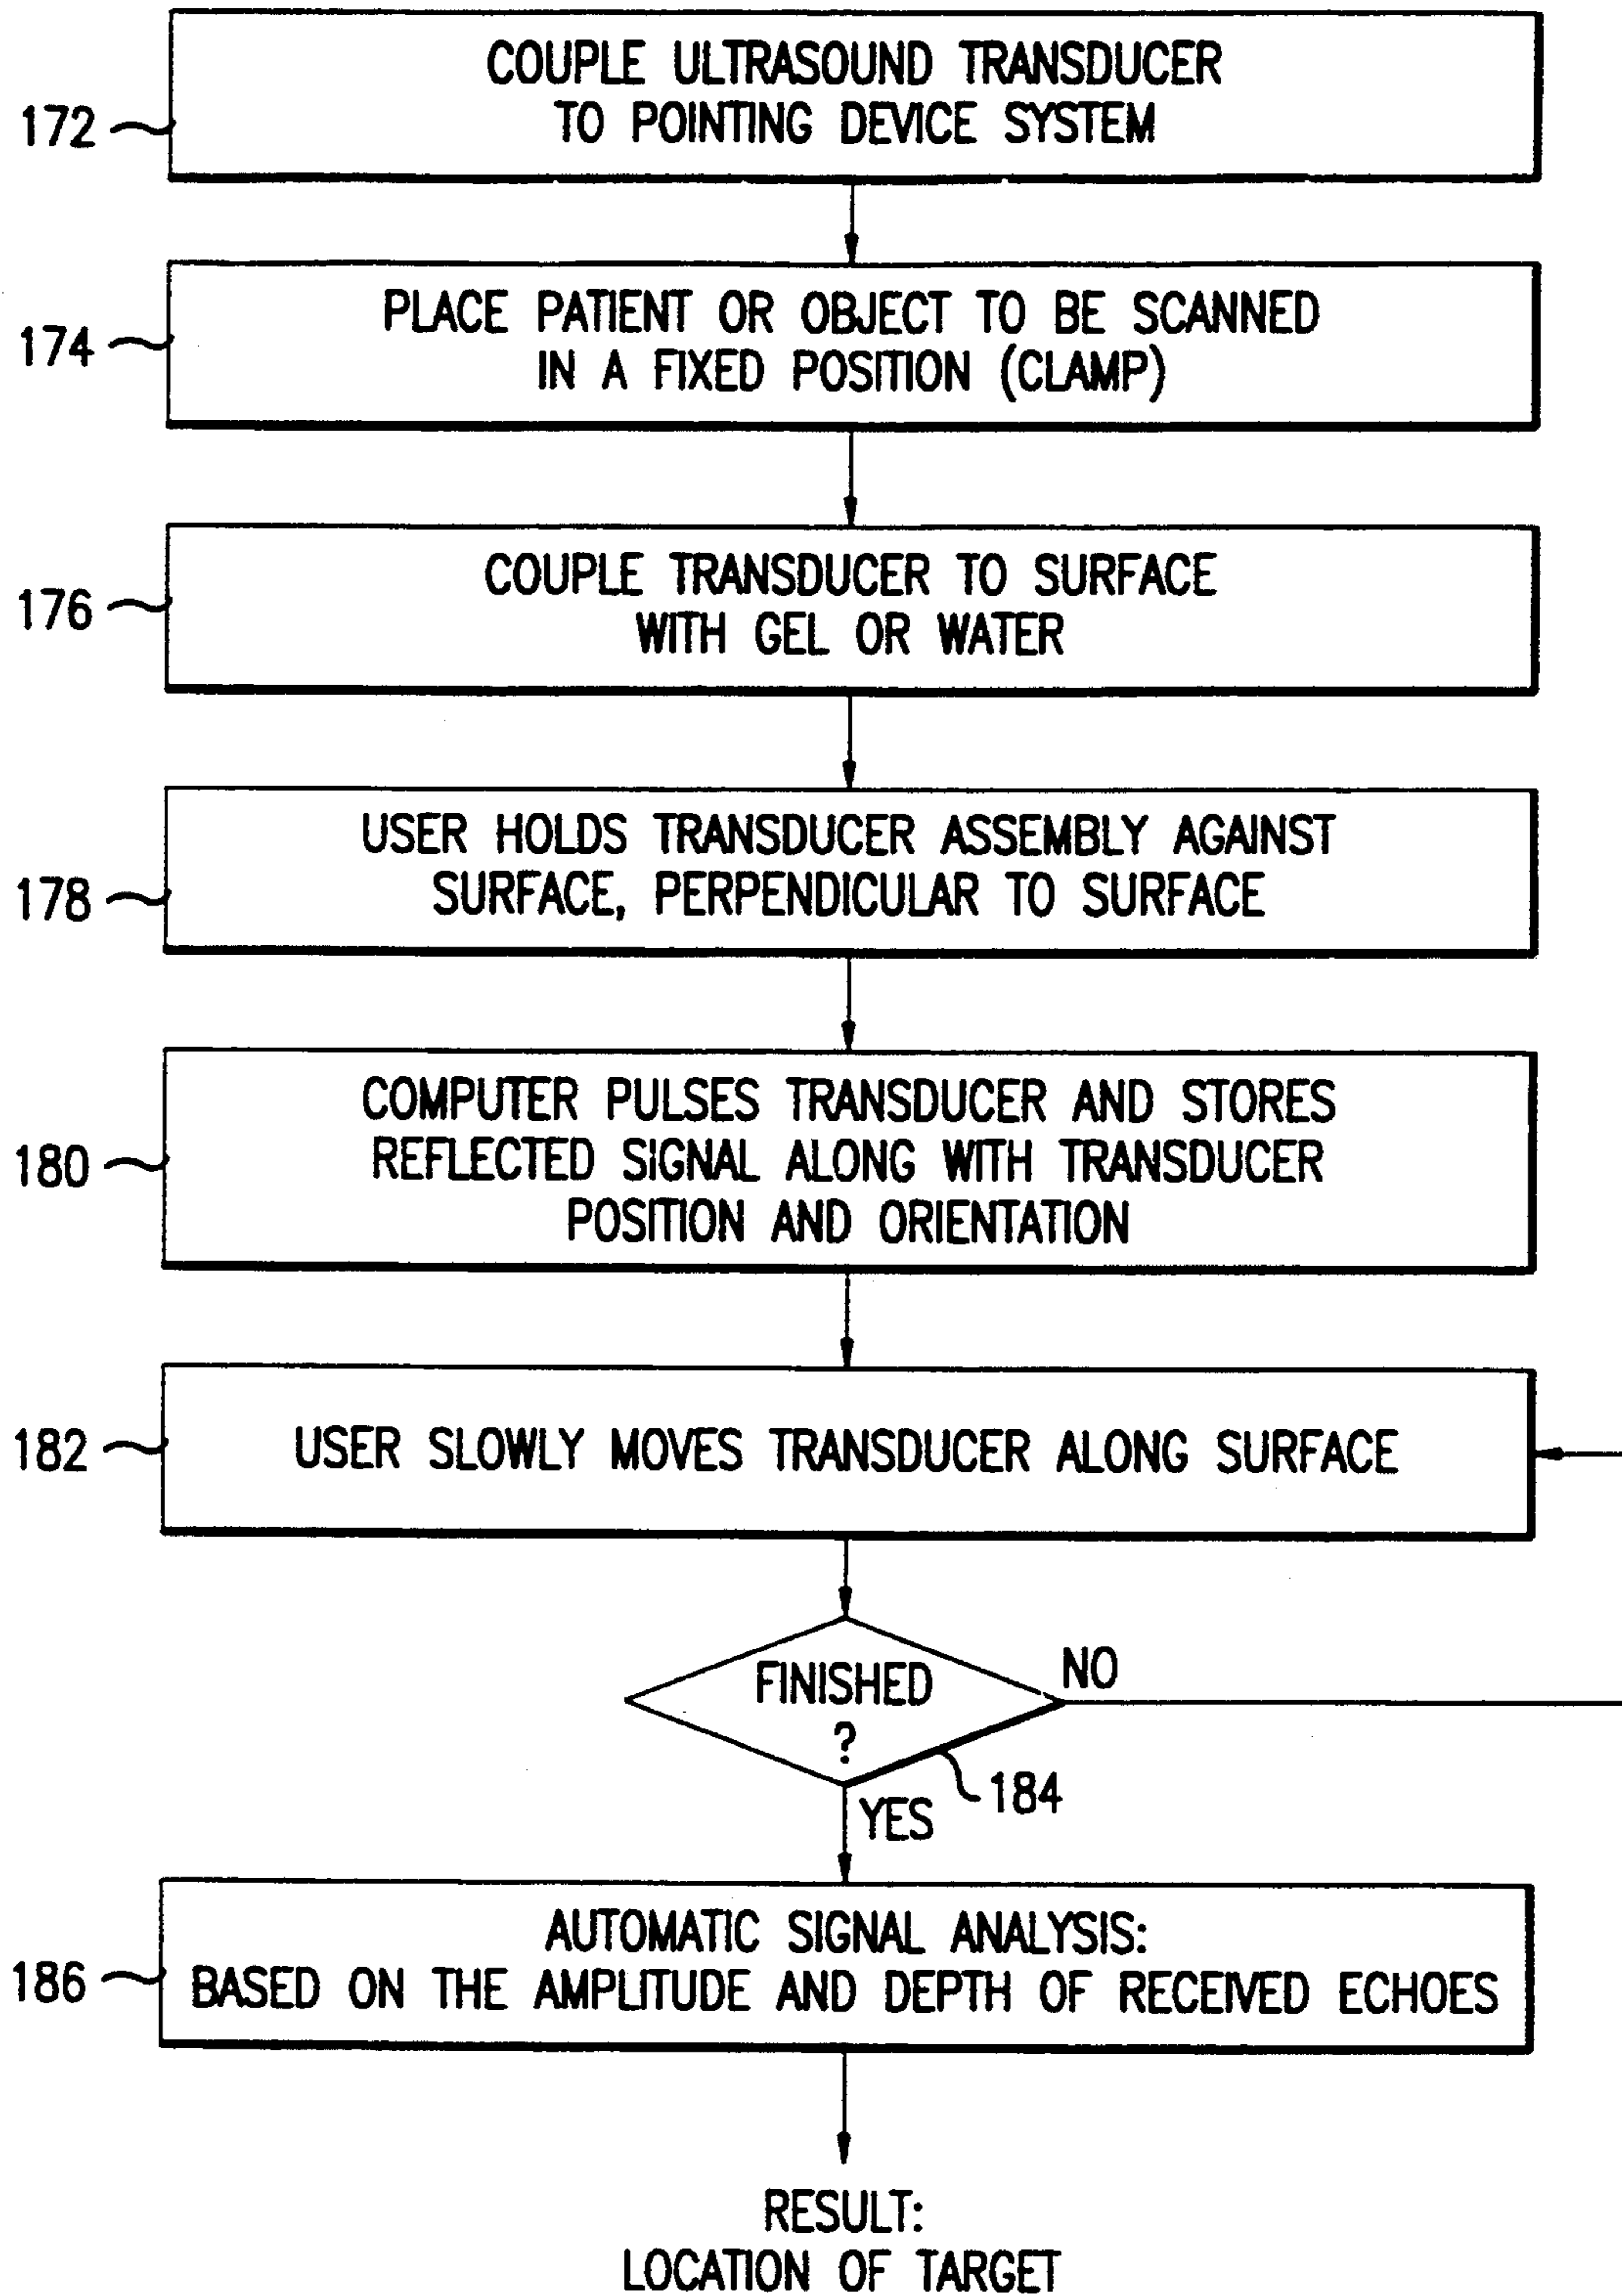 COUPLE ULTRASOUND TRANSDUCER
TO POINTING DEVICE SYSTEM
172
PLACE PATIENT OR OBJECT TO BE SCANNED
IN A FIXED POSITION (CLAMP)
174
COUPLE TRANSDUCER TO SURFACE
WITH GEL OR WATER
176
USER HOLDS TRANSDUCER ASSEMBLY AGAINST
SURFACE, PERPENDICULAR TO SURFACE
178
COMPUTER PULSES TRANSDUCER AND STORES
REFLECTED SIGNAL ALONG WITH TRANSDUCER
POSITION AND ORIENTATION
180
USER SLOWLY MOVES TRANSDUCER ALONG SURFACE
182
FINISHED
?
NO
184
YES
AUTOMATIC SIGNAL ANALYSIS:
BASED ON THE AMPLITUDE AND DEPTH OF RECEIVED ECHOES
186
RESULT:
LOCATION OF TARGET